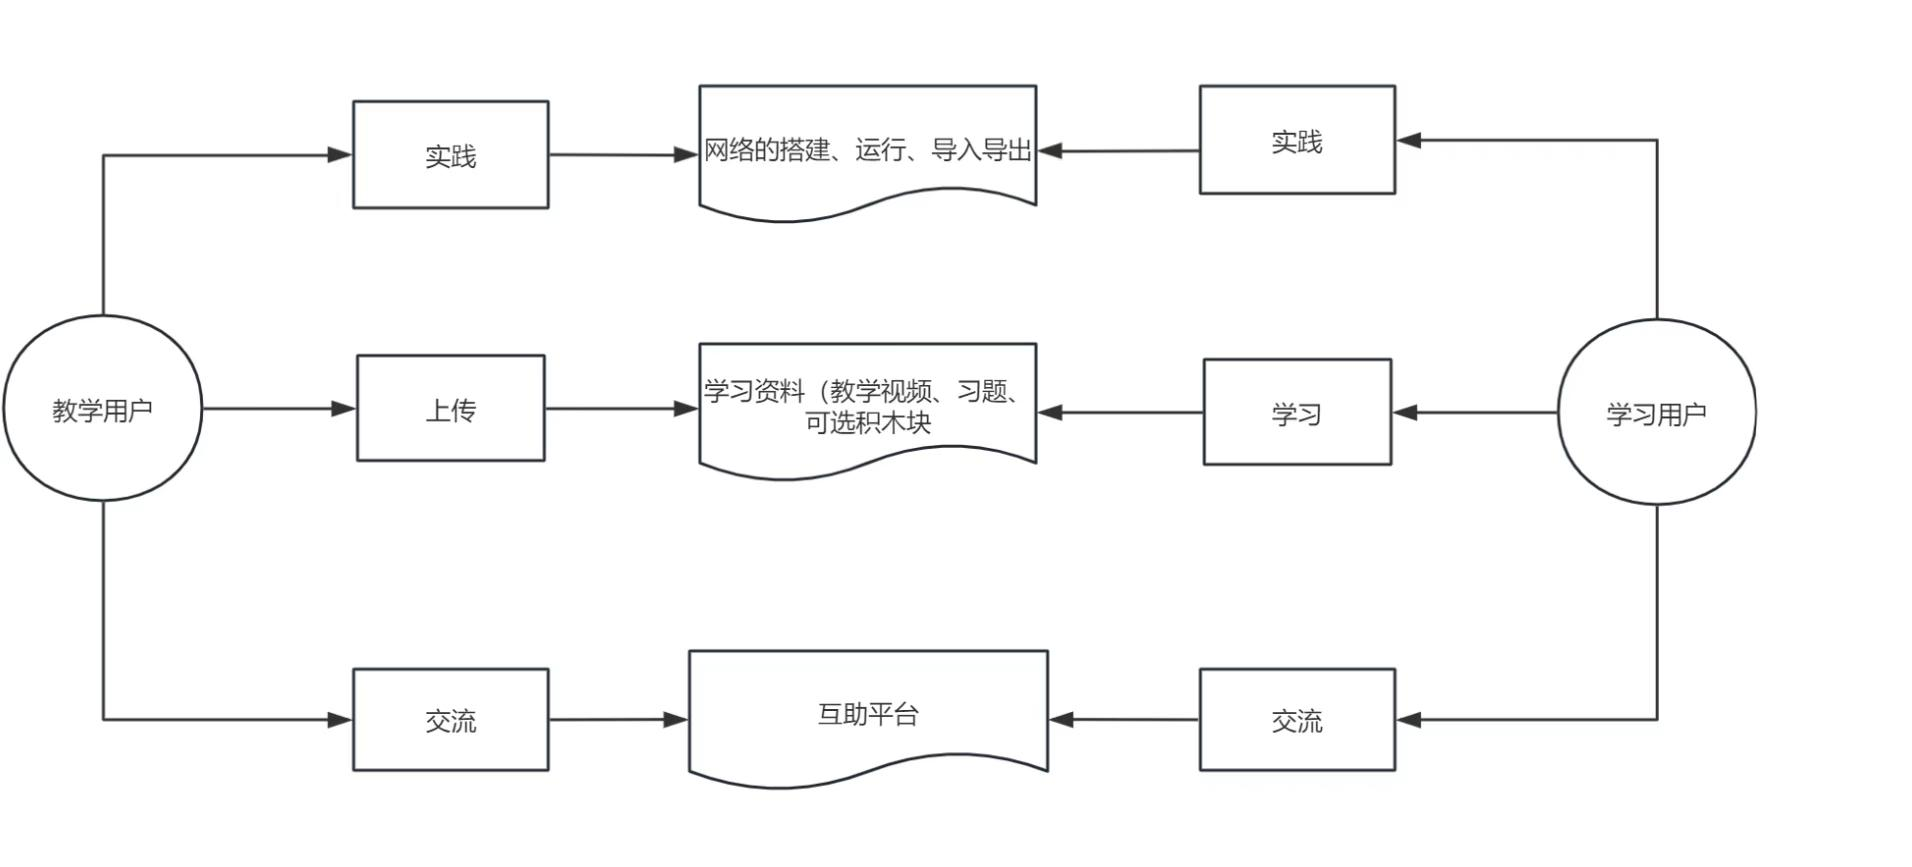 实践
网络的搭建、运行、导入导出
实践
教学用户
上传
学习资料（教学视频、习题、
可选积木块
学习
学习用户
交流
互助平台
交流